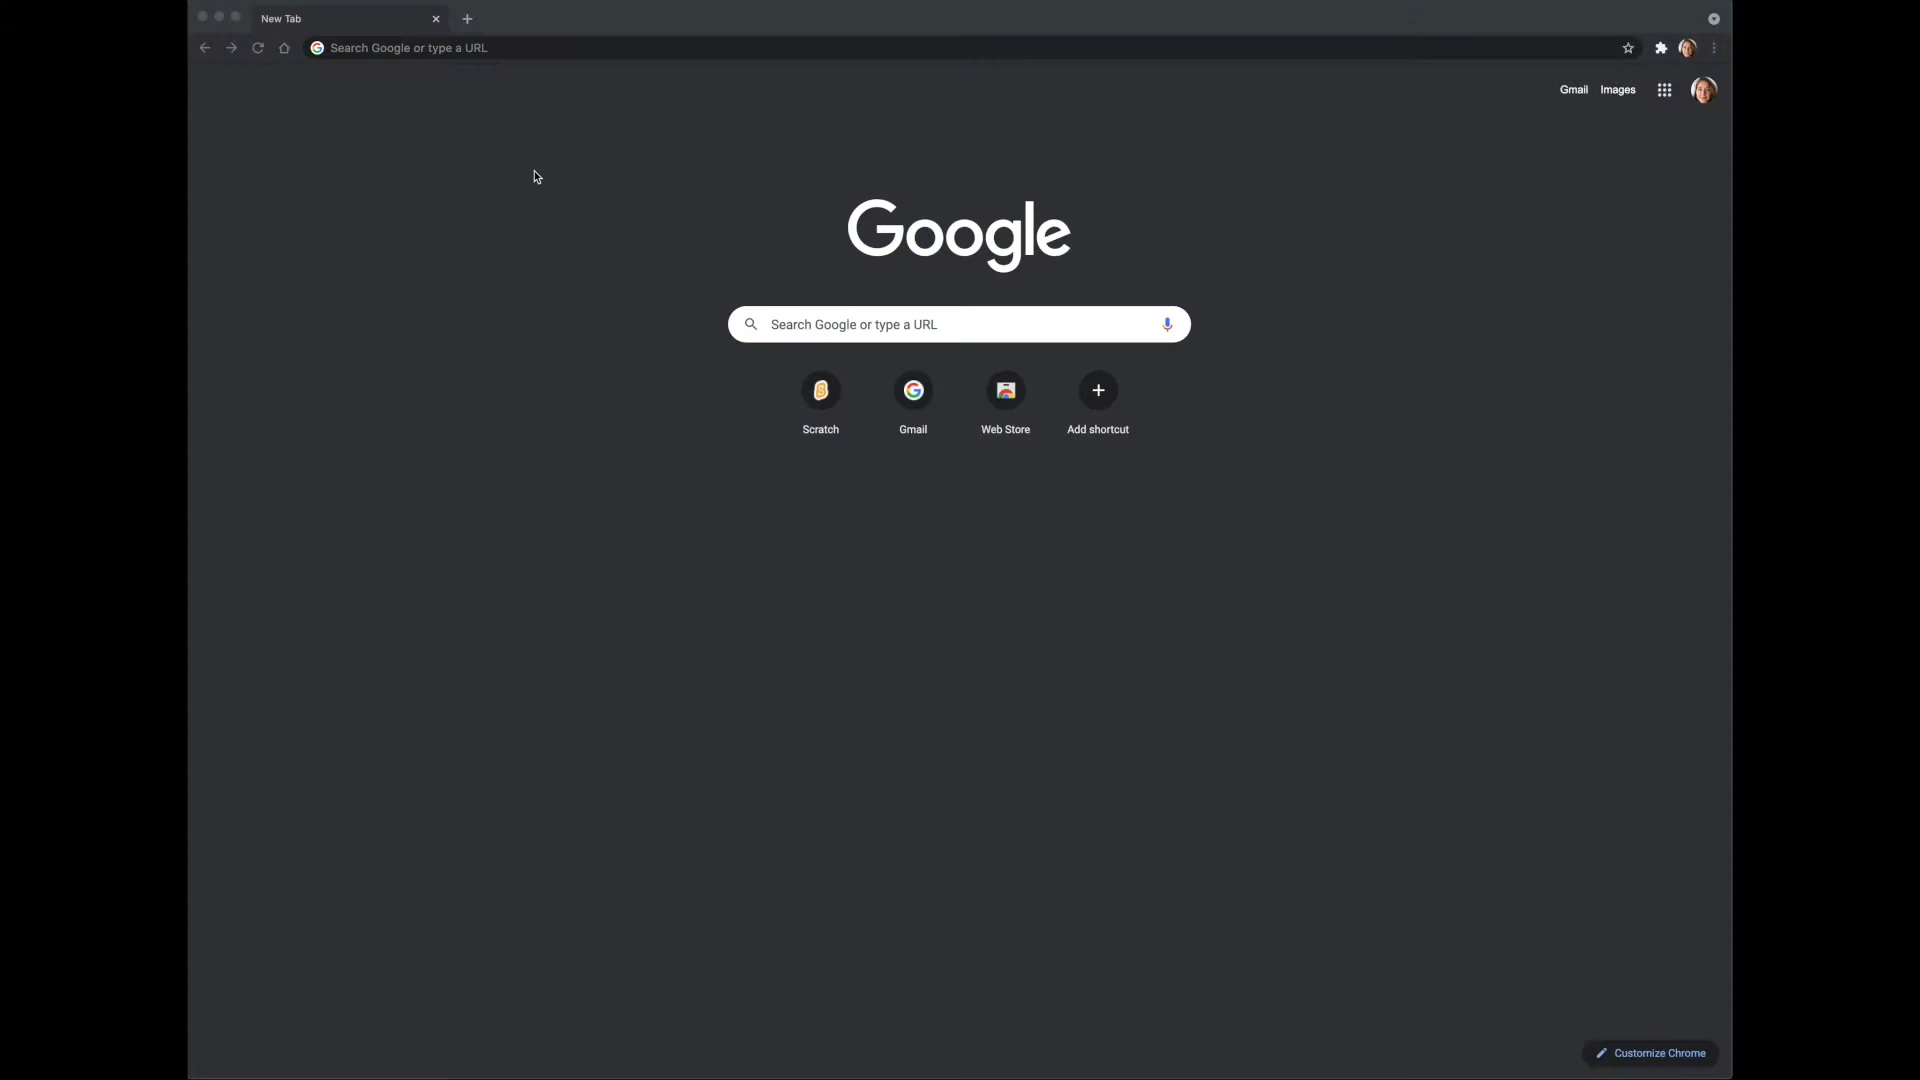 New Tab
Search Google or type a URL
Gmail Images
Google
Search Google or type a URL
Scratch Gmail Web Store Add shortcut
Customize Chrome